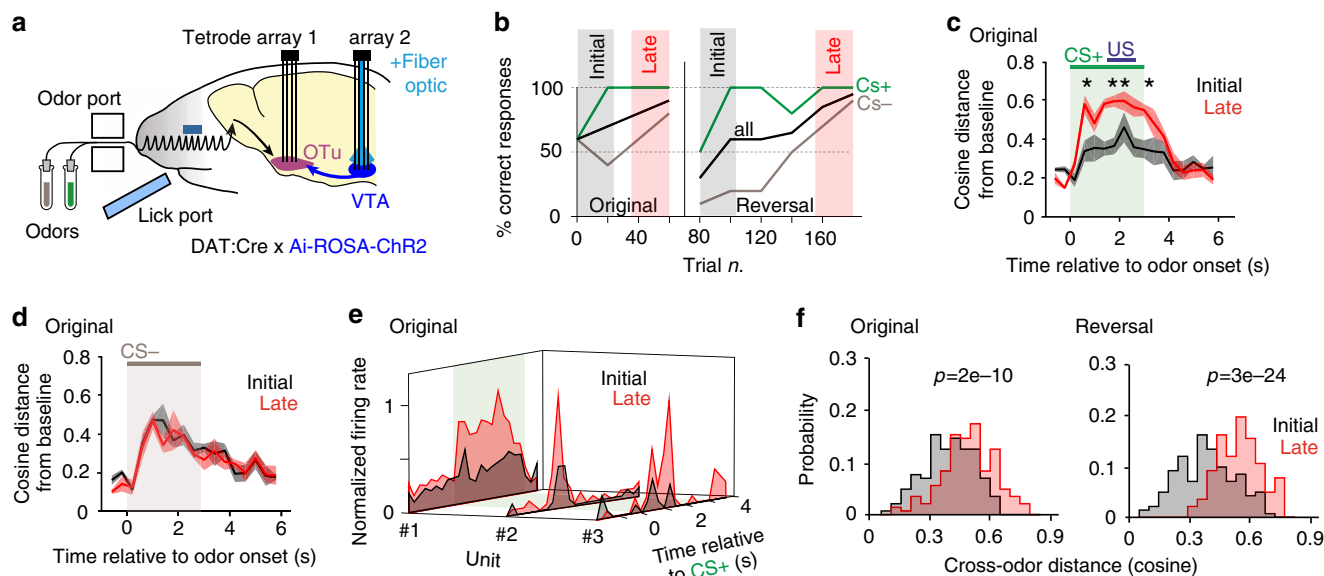 a
Tetrode array 1
array 2
+Fiber
optic
Odor port
OTu
VTA
Lick port
Odors
DAT:Cre x Ai-ROSA-ChR2
b
Initial
Late
Initial
Late
% correct responses
100
50
0
Cs+
Cs–
all
Original
Reversal
0
40
80
120
160
Trial n.
c
Original
US
CS+
* ** *
Initial
Late
Cosine distance
from baseline
0.8
0.6
0.4
0.2
0
0
2
4
6
Time relative to odor onset (s)
d
Original
CS–
Initial
Late
Cosine distance
from baseline
0.8
0.6
0.4
0.2
0
0
2
4
6
Time relative to odor onset (s)
e
Original
Initial
Late
Normalized firing rate
1
0
#1
#2
#3
Unit
0
2
4
Time relative
to CS+ (s)
f
Original
Reversal
p=2e–10
p=3e–24
Initial
Late
Probability
0.3
0.2
0.1
0
0.3
0.6
0.9
0.3
0.2
0.1
0
0.3
0.6
0.9
Cross-odor distance (cosine)